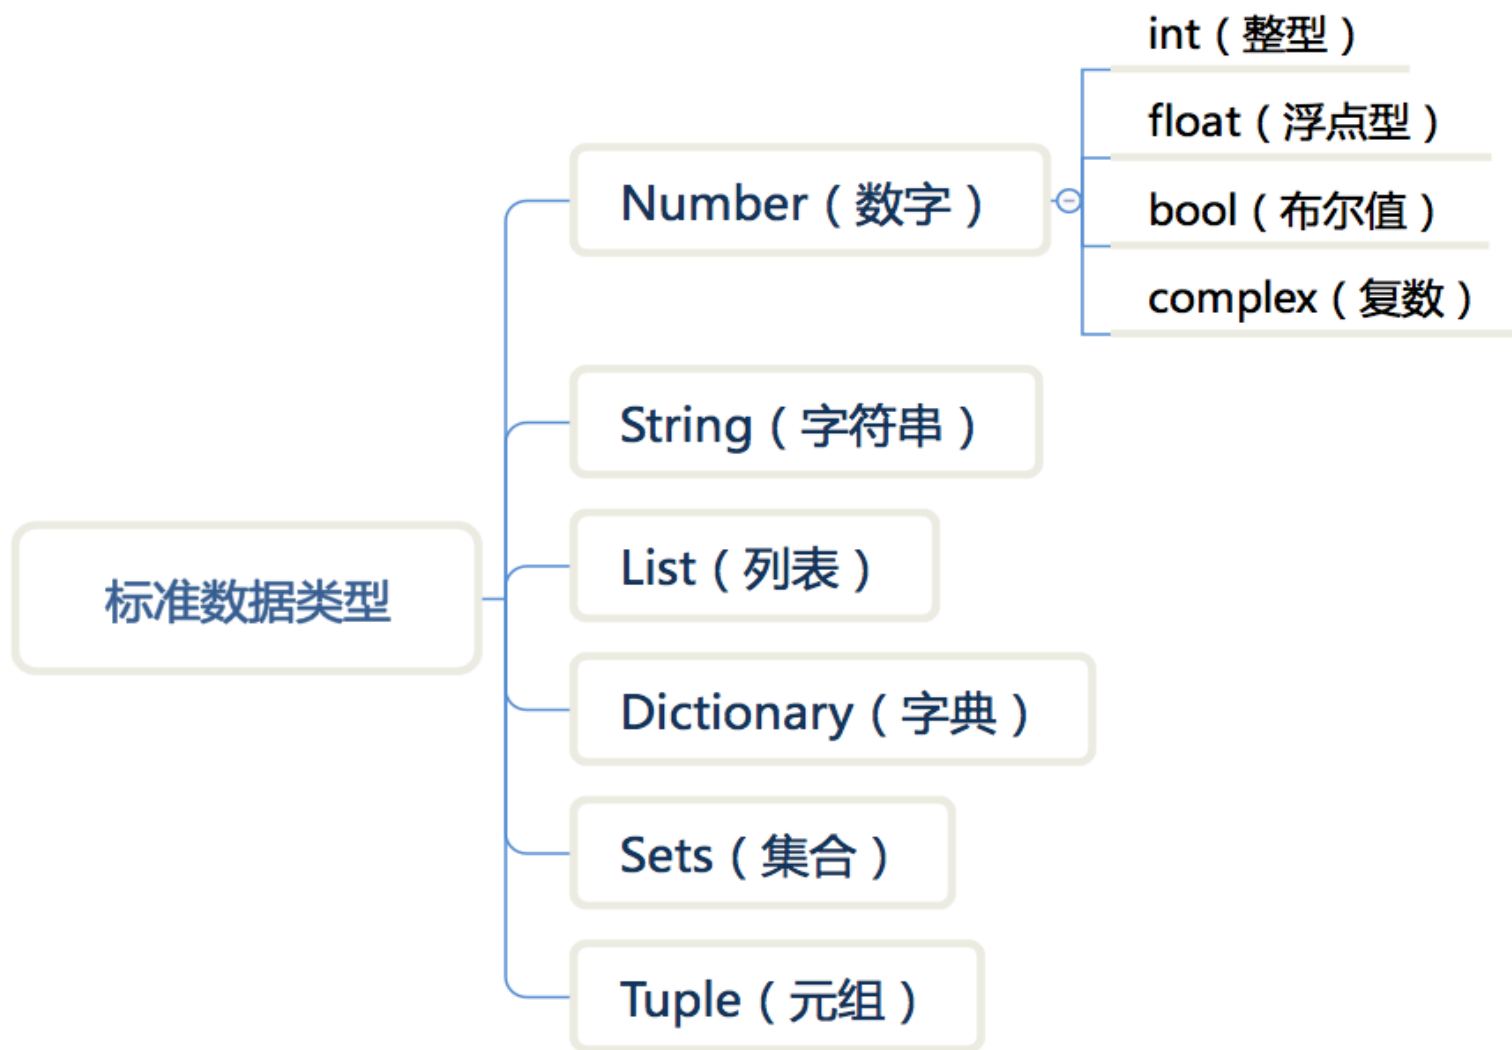 标准数据类型
Number（数字）
int（整型）
float（浮点型）
bool（布尔值）
complex（复数）
String（字符串）
List（列表）
Dictionary（字典）
Sets（集合）
Tuple（元组）